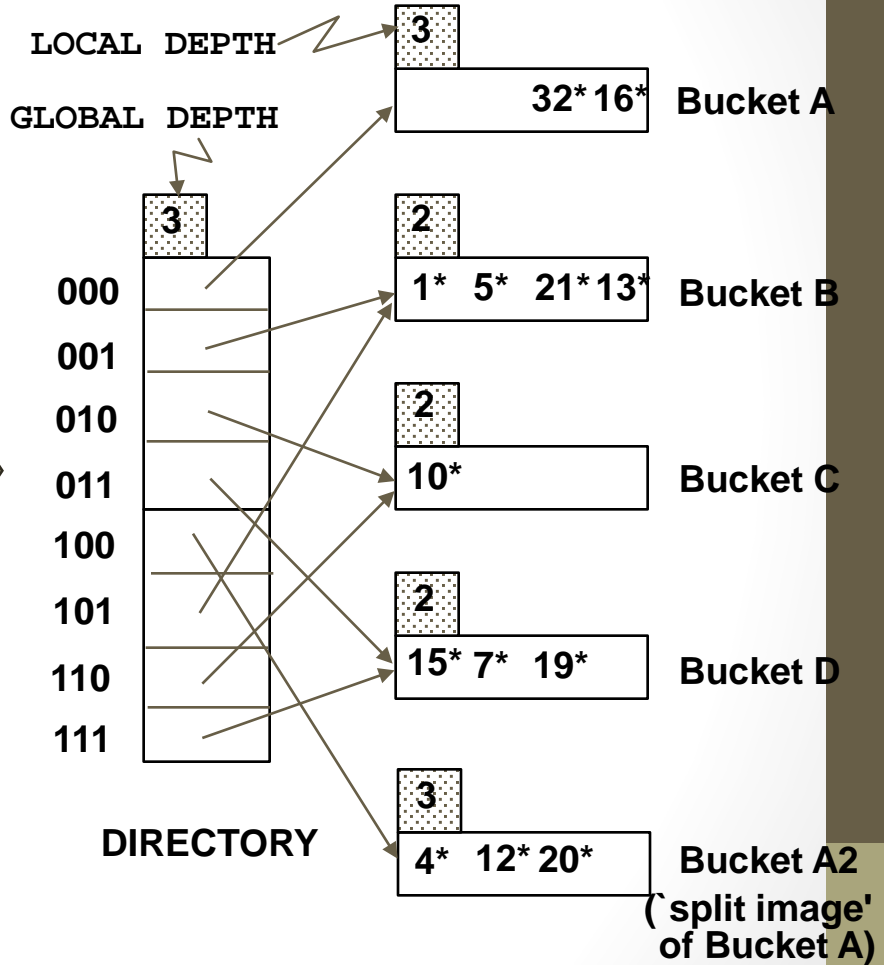 LOCAL DEPTH
3
32* 16*
Bucket A
GLOBAL DEPTH
3
2
1* 5* 21* 13*
Bucket B
000
001
2
010
10*
Bucket C
011
100
2
101
15* 7* 19*
Bucket D
110
111
3
DIRECTORY
4* 12* 20*
Bucket A2
(`split image'
of Bucket A)